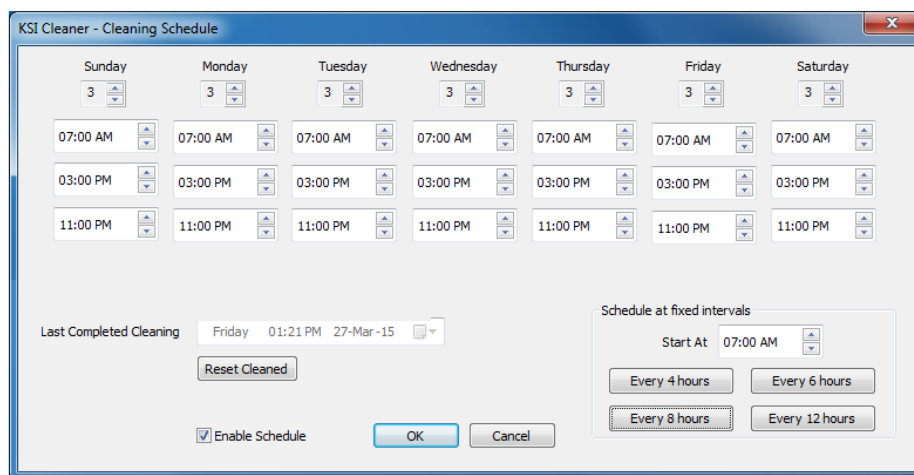 KSI Cleaner - Cleaning Schedule
Sunday Monday Tuesday Wednesday Thursday Friday Saturday
3 3 3 3 3 3 3
07:00 AM 07:00 AM 07:00 AM 07:00 AM 07:00 AM 07:00 AM 07:00 AM
03:00 PM 03:00 PM 03:00 PM 03:00 PM 03:00 PM 03:00 PM 03:00 PM
11:00 PM 11:00 PM 11:00 PM 11:00 PM 11:00 PM 11:00 PM 11:00 PM
Last Completed Cleaning Friday 01:21 PM 27-Mar-15
Reset Cleaned
Schedule at fixed intervals
Start At 07:00 AM
Every 4 hours Every 6 hours
Every 8 hours Every 12 hours
Enable Schedule OK Cancel